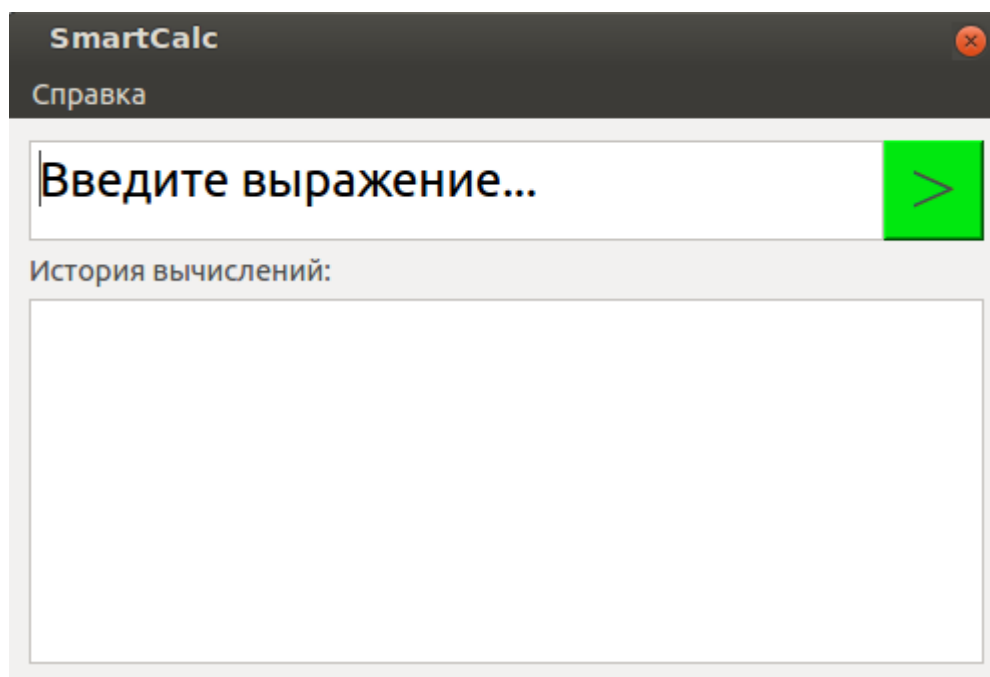 SmartCalc
Справка
Введите выражение...
>
История вычислений: